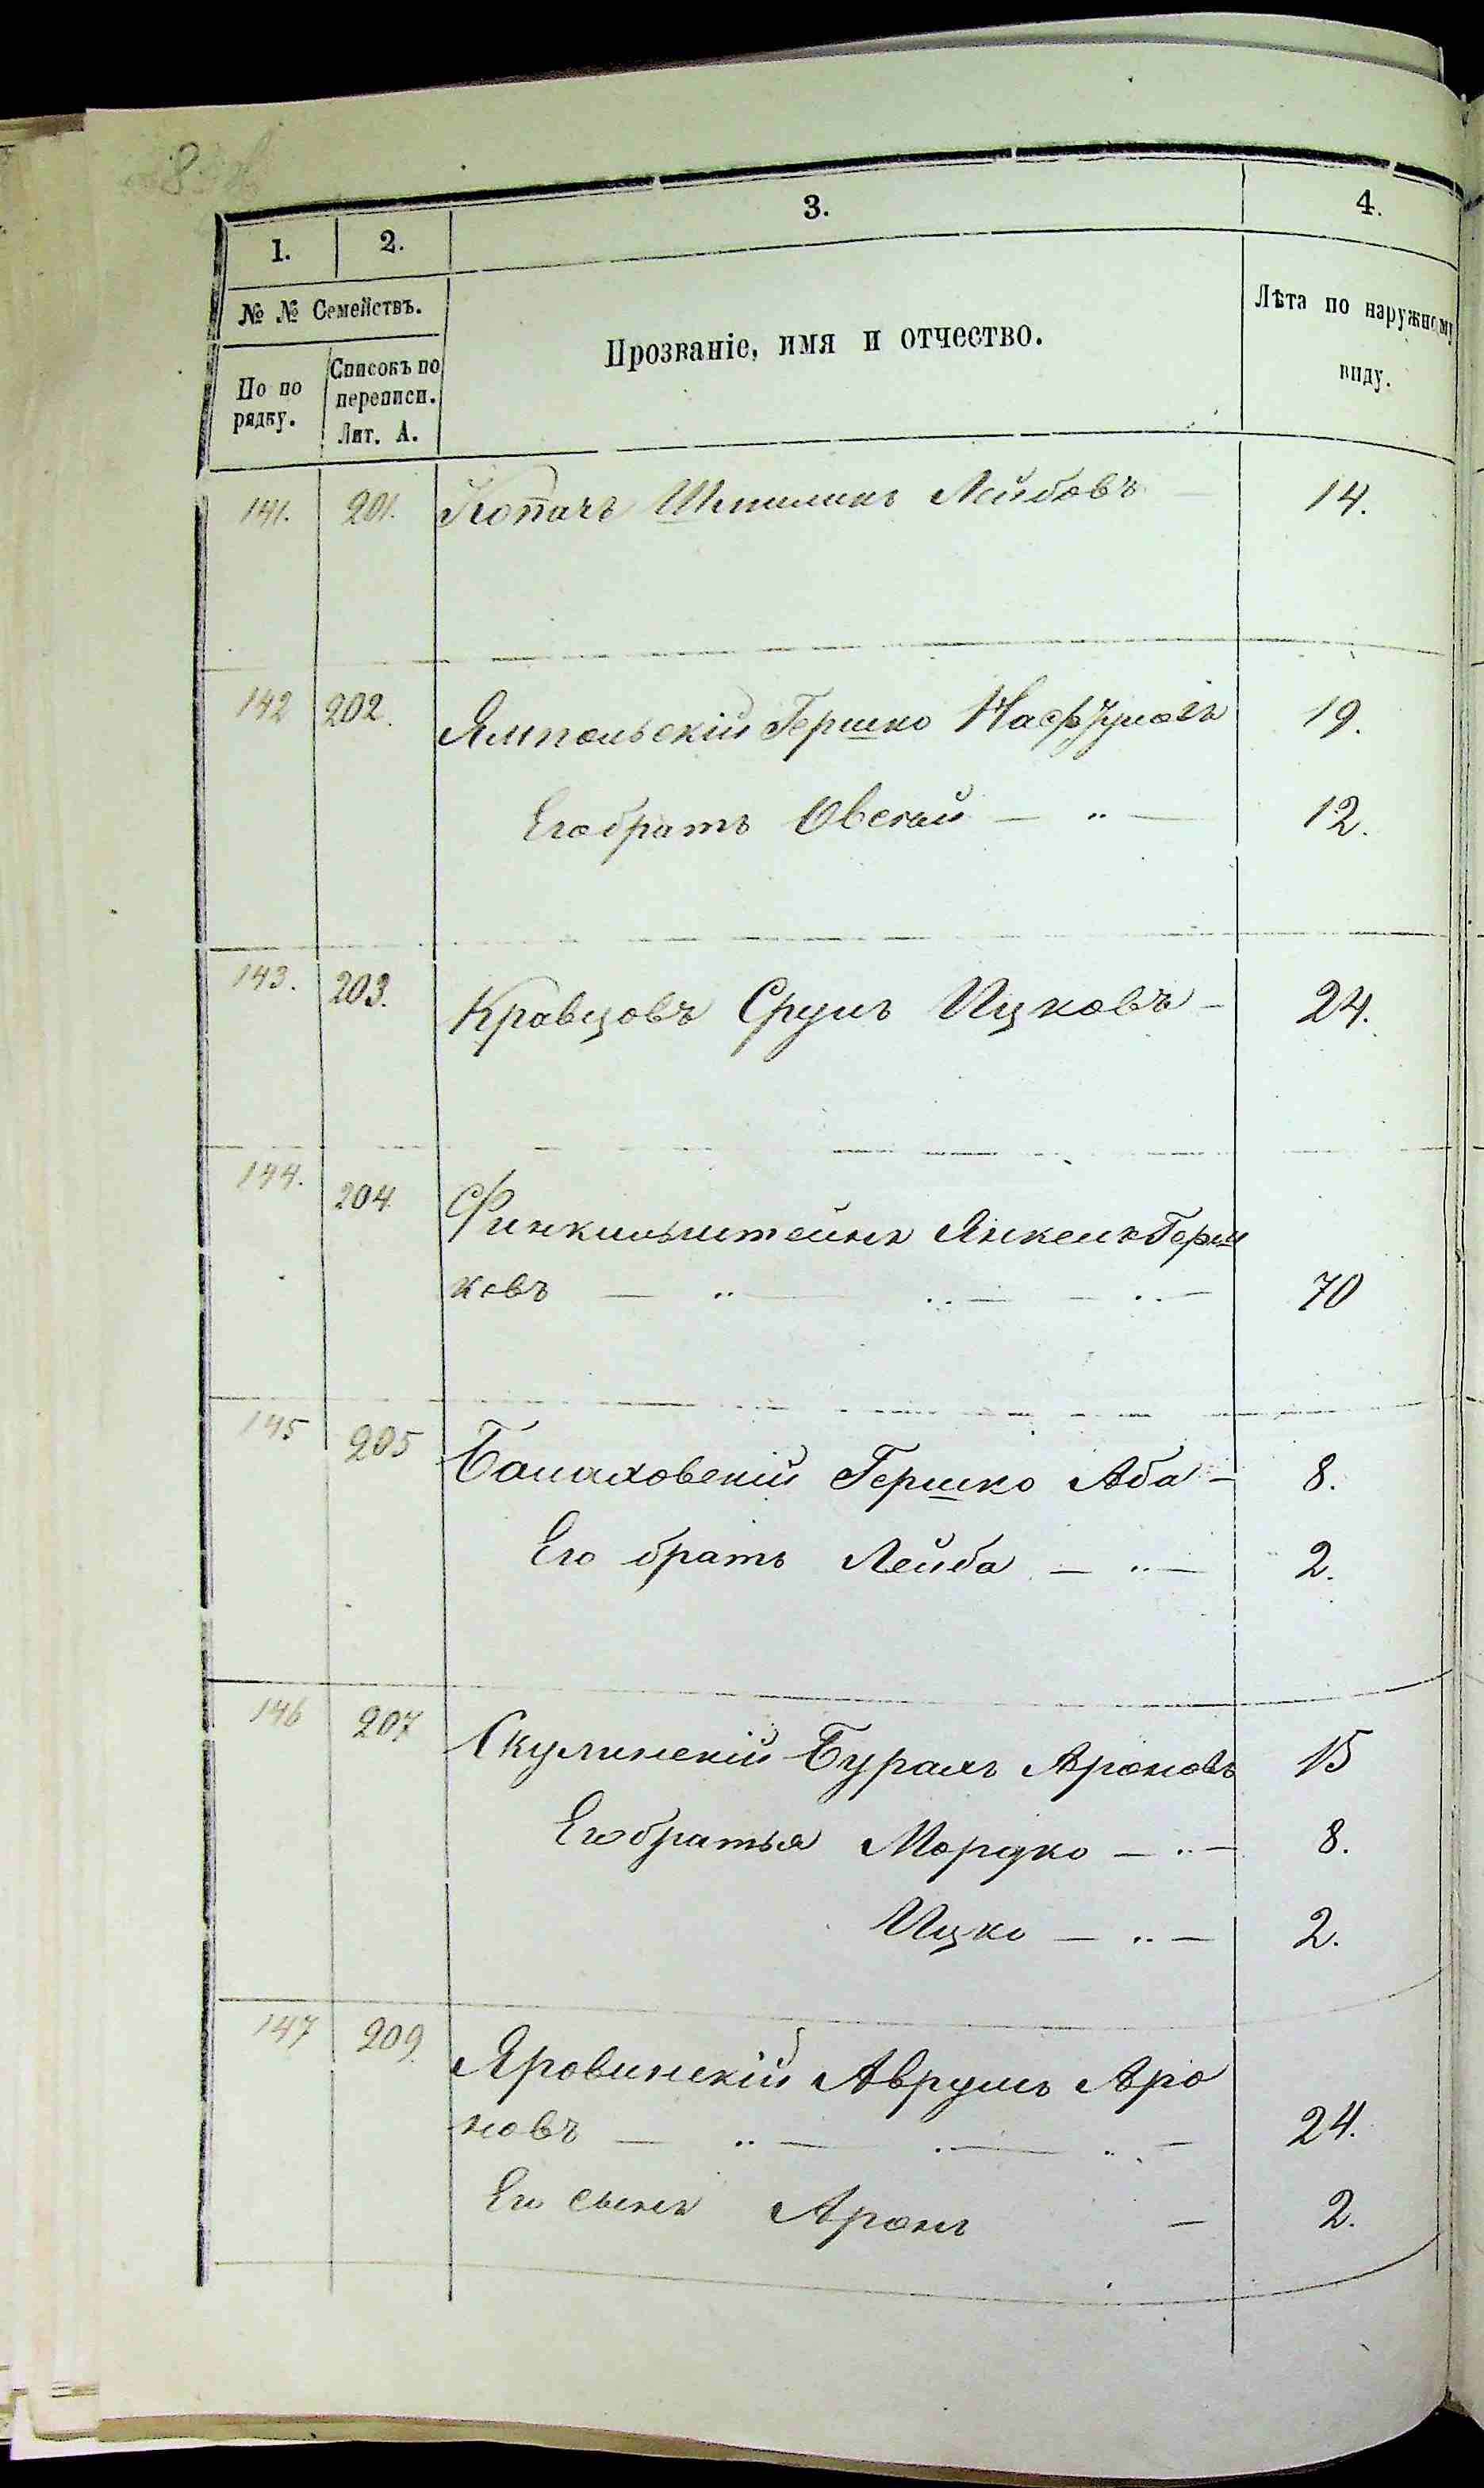 1. 2. 3. 4.
№ № Семействъ. Прозваніе, имя и отчество. Лѣта по наружному виду.
По по рядку. Списокъ по переписи. Лит. А.
141. 201. Копачъ Лейбовъ 14.
142 202. Ямпольскій Гершко 19.
Его братъ Овсей — " — 12.
143. 203. Кравцовъ Сруль Ицковъ - 24.
144. 204. Финкильштейнъ Янкель Герш
ковъ — " — " — " — 70
145 205 Гершко Аба - 8.
Его братъ Лейба — " — 2.
146 207 Скулинскій Ароновъ 15
Его братья Мордко — " — 8.
Ицко — " — 2.
147 209. Яровинскій Аврумъ Аро
новъ — " — " — " — 24.
Его сынъ Аронъ — 2.